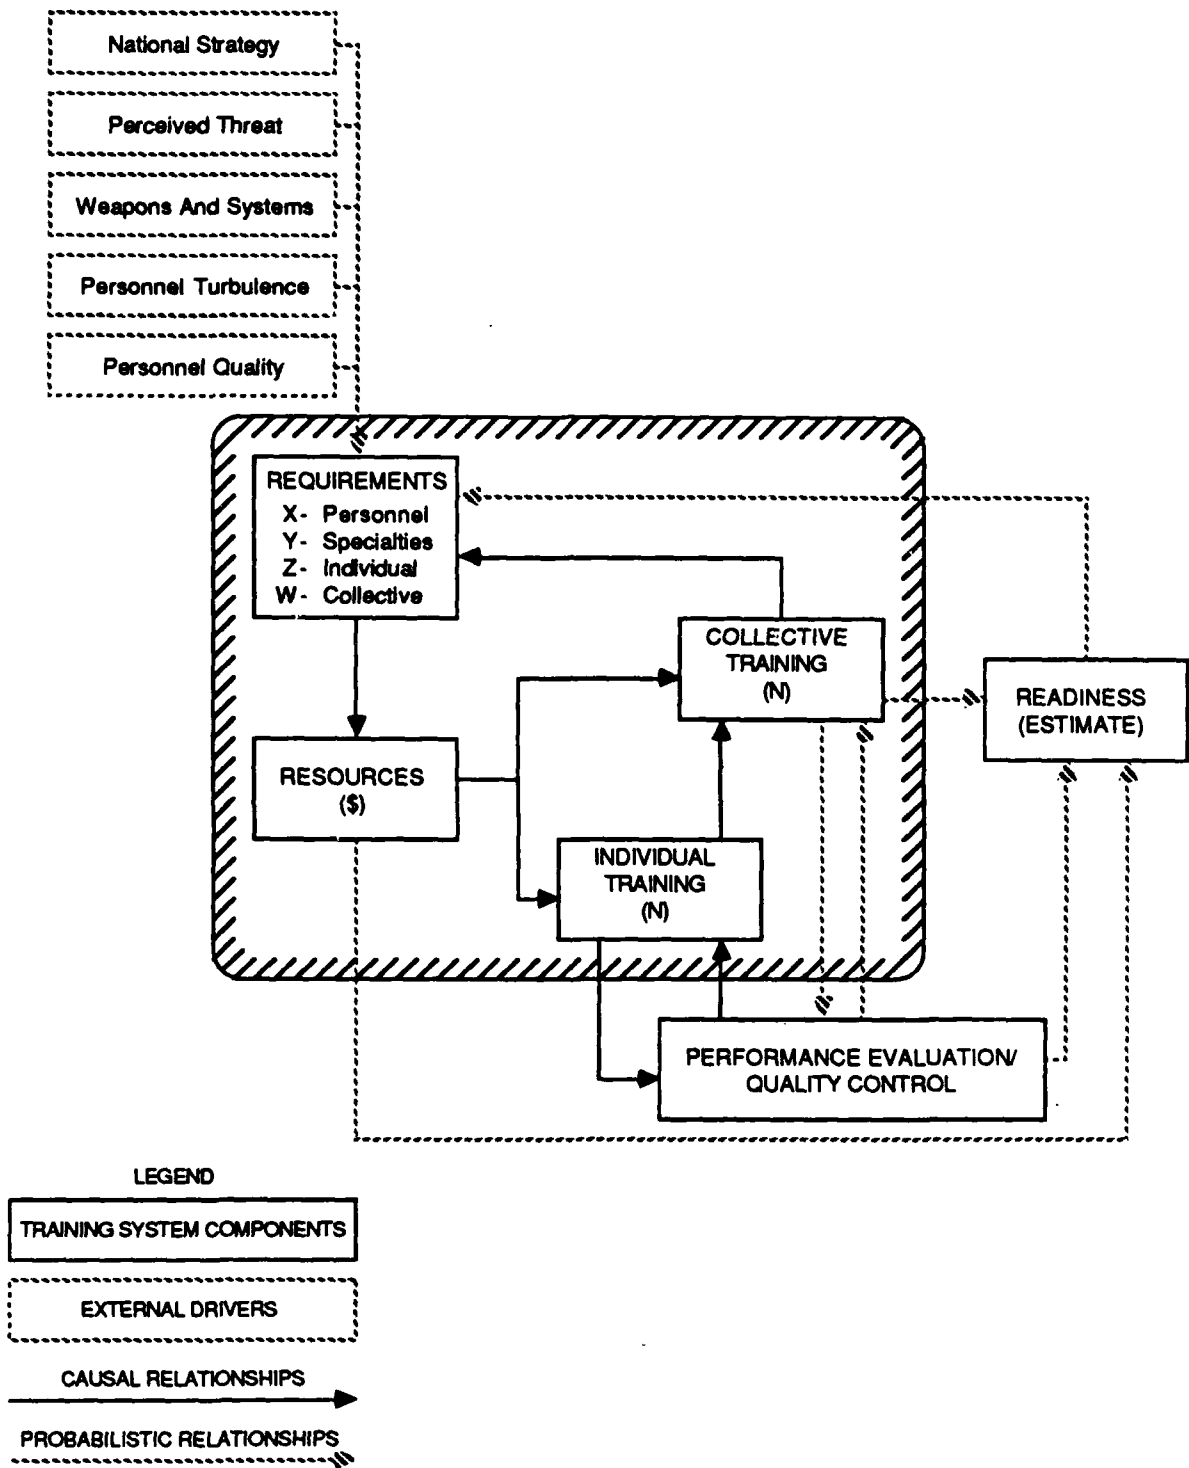 National Strategy
Perceived Threat
Weapons And Systems
Personnel Turbulence
Personnel Quality
REQUIREMENTS
X- Personnel
Y- Specialties
Z- Individual
W- Collective
COLLECTIVE
TRAINING
(N)
READINESS
(ESTIMATE)
RESOURCES
($)
INDIVIDUAL
TRAINING
(N)
PERFORMANCE EVALUATION/
QUALITY CONTROL
LEGEND
TRAINING SYSTEM COMPONENTS
EXTERNAL DRIVERS
CAUSAL RELATIONSHIPS
PROBABILISTIC RELATIONSHIPS